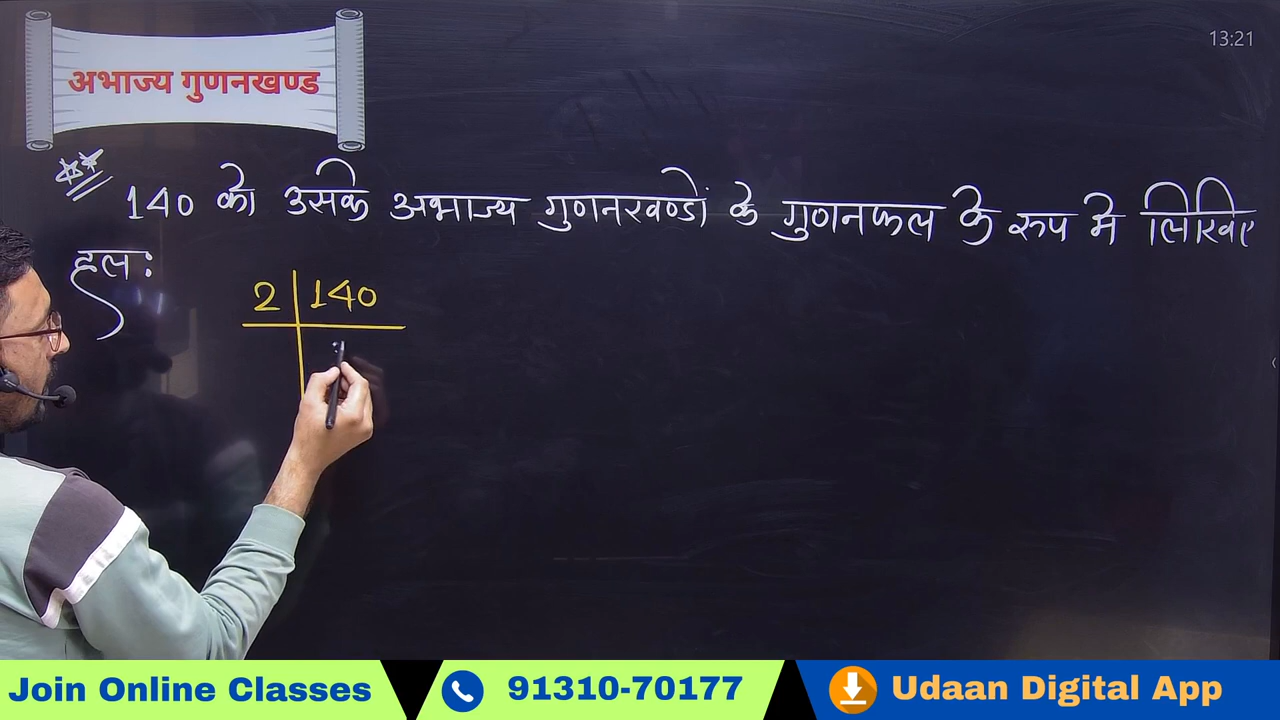 13:21
अभाज्य गुणनखण्ड
140 को उसके अभाज्य गुणनखण्डों के गुणनफल के रुप मे लिखिए
हल:
2 140
Join Online Classes 91310-70177 Udaan Digital App